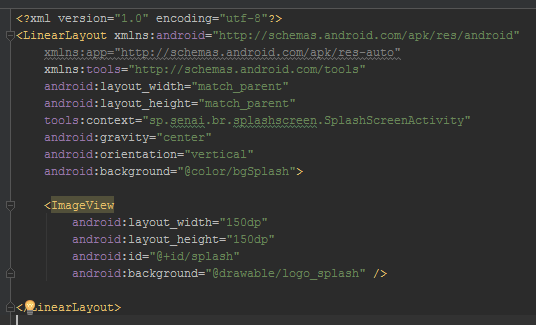 <?xml version="1.0" encoding="utf-8"?>
<LinearLayout xmlns:android="http://schemas.android.com/apk/res/android"
    xmlns:app="http://schemas.android.com/apk/res-auto"
    xmlns:tools="http://schemas.android.com/tools"
    android:layout_width="match_parent"
    android:layout_height="match_parent"
    tools:context="sp.senai.br.splashscreen.SplashScreenActivity"
    android:gravity="center"
    android:orientation="vertical"
    android:background="@color/bgSplash">

    <ImageView
        android:layout_width="150dp"
        android:layout_height="150dp"
        android:id="@+id/splash"
        android:background="@drawable/logo_splash" />

</LinearLayout>